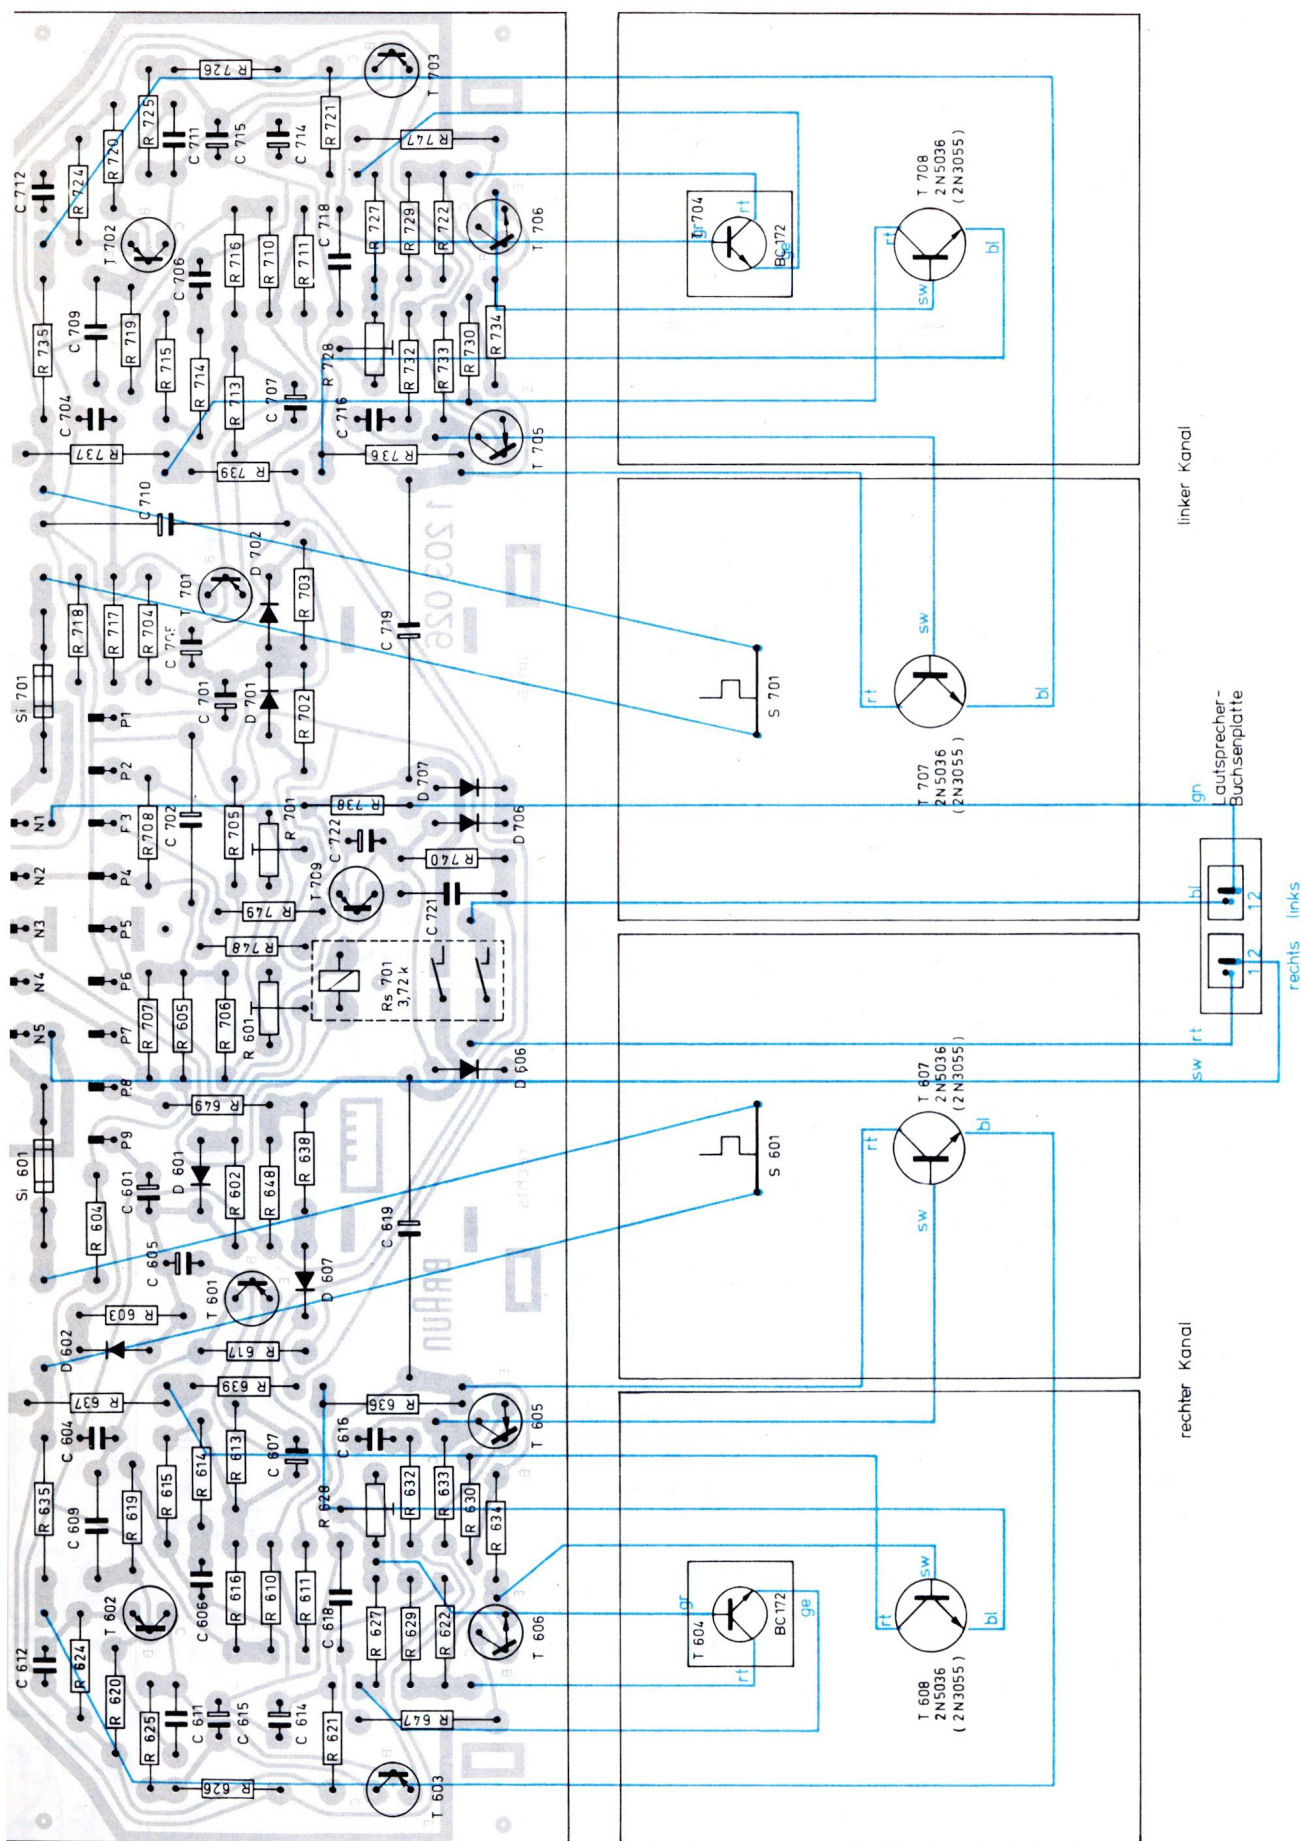 C 612
R 624
R 620
R 625
C 611
C 615
C 614
R 621
R 626
T 603
R 647
T 602
R 635
C 609
R 619
R 615
R 614
R 613
C 604
R 637
C 606
R 616
R 610
R 611
C 618
R 627
R 629
R 622
T 606
R 628
R 632
R 633
R 630
R 634
C 607
C 616
R 636
T 605
R 639
D 602
R 617
R 603
T 601
D 607
C 605
R 604
C 601
D 601
R 602
R 648
R 638
R 649
C 619
BRAUN
Si 601
P9
P8
P7
P6
P5
P4
P2
P1
N5
N4
N3
N2
N1
R 707
R 605
R 706
R 601
D 606
Rs 701
3,72 k
R 748
R 749
T 709
C 721
R 740
C 722
R 738
R 701
R 705
C 702
R 708
D 706
D 707
Si 701
R 718
R 717
R 704
C 701
D 701
R 702
T 701
D 702
R 703
C 719
C 710
R 739
R 737
R 736
T 705
C 704
C 709
R 735
R 719
R 715
R 714
R 713
C 707
C 716
R 728
R 732
R 733
R 730
R 734
T 702
C 706
R 716
R 710
R 711
C 718
R 727
R 729
R 722
T 706
C 712
R 724
R 720
R 725
C 711
C 715
C 714
R 721
R 726
T 703
R 747
T 604
BC172
gr
rt
ge
T 608
2N5036
(2N3055)
rt
sw
bl
S 601
T 607
2N5036
(2N3055)
rt
sw
bl
S 701
T 707
2N5036
(2N3055)
rt
sw
bl
T 704
BC172
gr
rt
ge
T 708
2N5036
(2N3055)
rt
sw
bl
rechter Kanal
linker Kanal
sw
rt
bl
gn
Lautsprecher-
Buchsenplatte
12
12
rechts
links